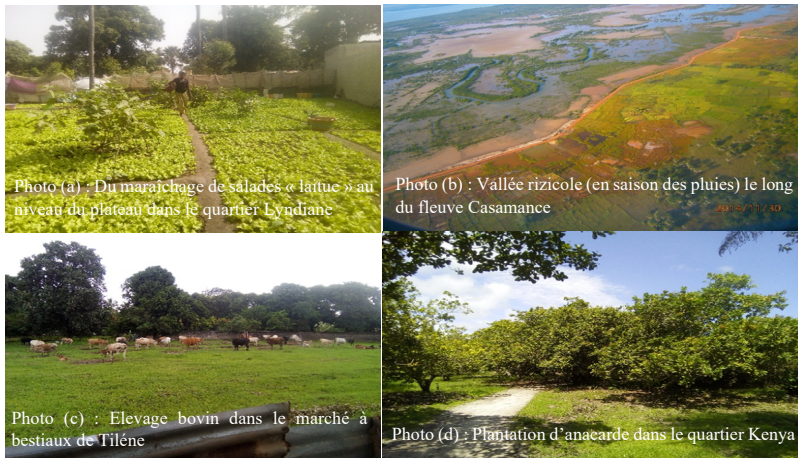 Photo (a) : Du maraîchage de salades « laitue » au
niveau du plateau dans le quartier Lyndiane
Photo (b) : Vallée rizicole (en saison des pluies) le long
du fleuve Casamance
Photo (c) : Elevage bovin dans le marché à
bestiaux de Tiléne
Photo (d) : Plantation d'anacarde dans le quartier Kenya